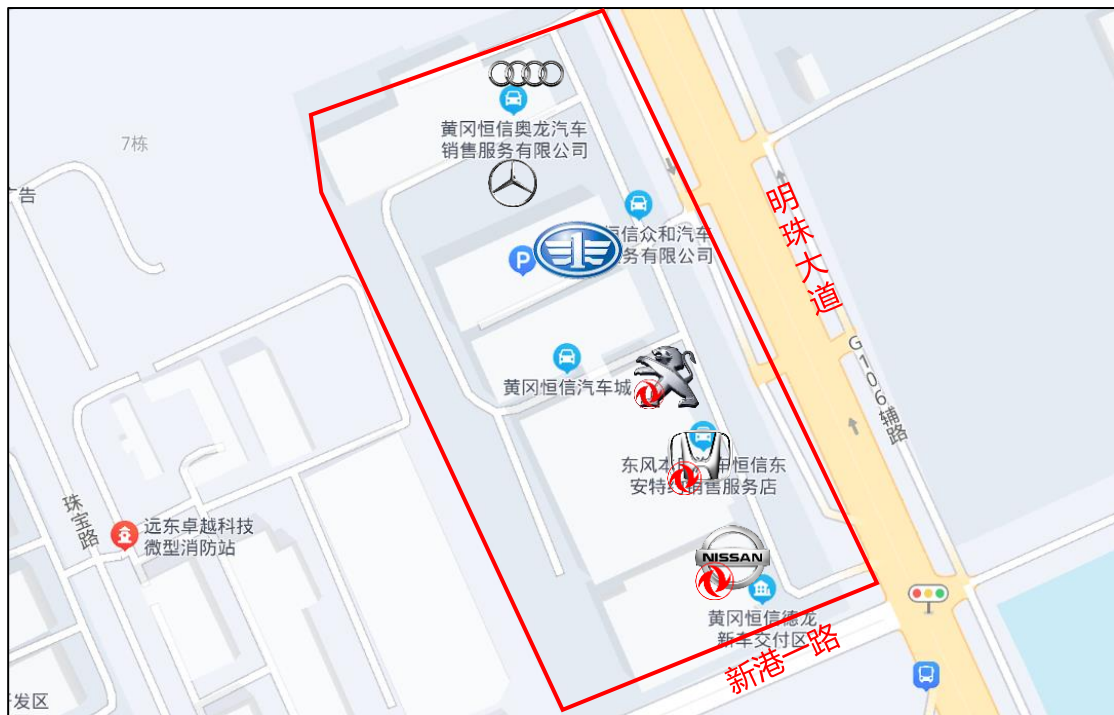 7栋
广告
黄冈恒信奥龙汽车
销售服务有限公司
明珠大道
恒信众和汽车
务有限公司
P
黄冈恒信汽车城
G106辅路
东风本
车恒信东
安特
销售服务店
珠宝路
远东卓越科技
微型消防站
NISSAN
黄冈恒信德龙
新车交付区
新港一路
发区